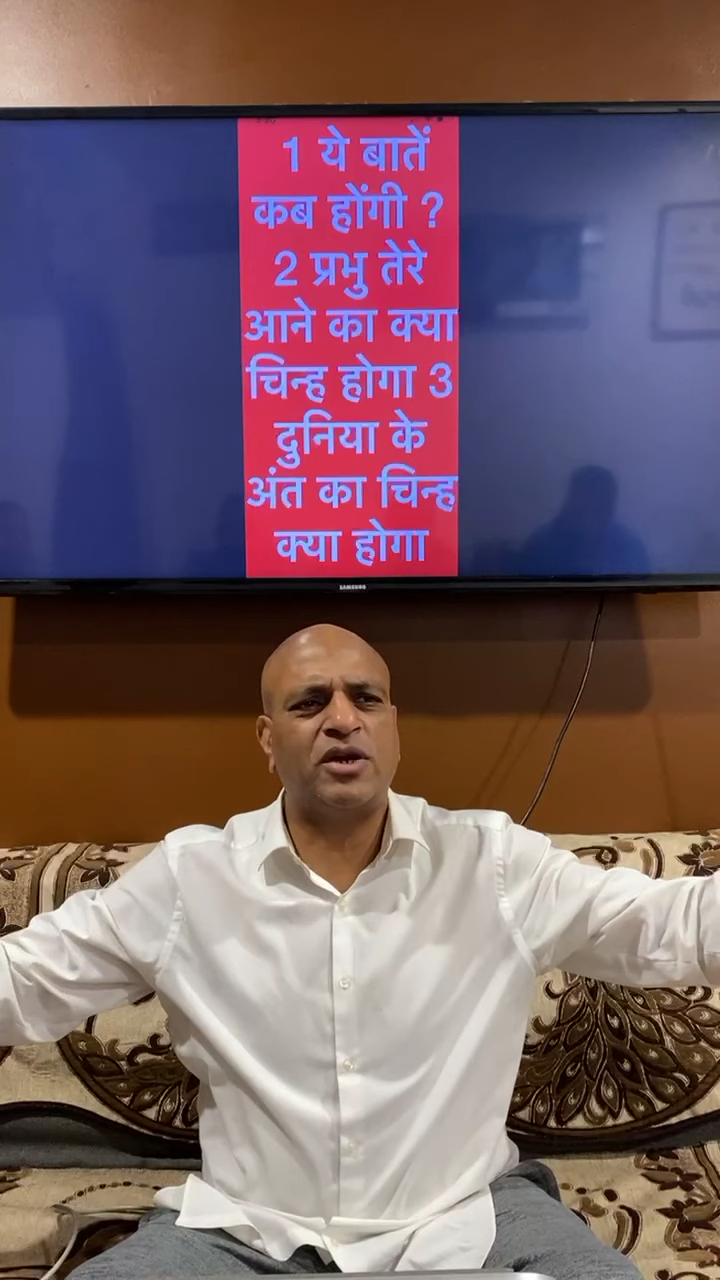 1 ये बातें
कब होंगी ?
2 प्रभु तेरे
आने का क्या
चिन्ह होगा 3
दुनिया के
अंत का चिन्ह
क्या होगा
SAMSUNG